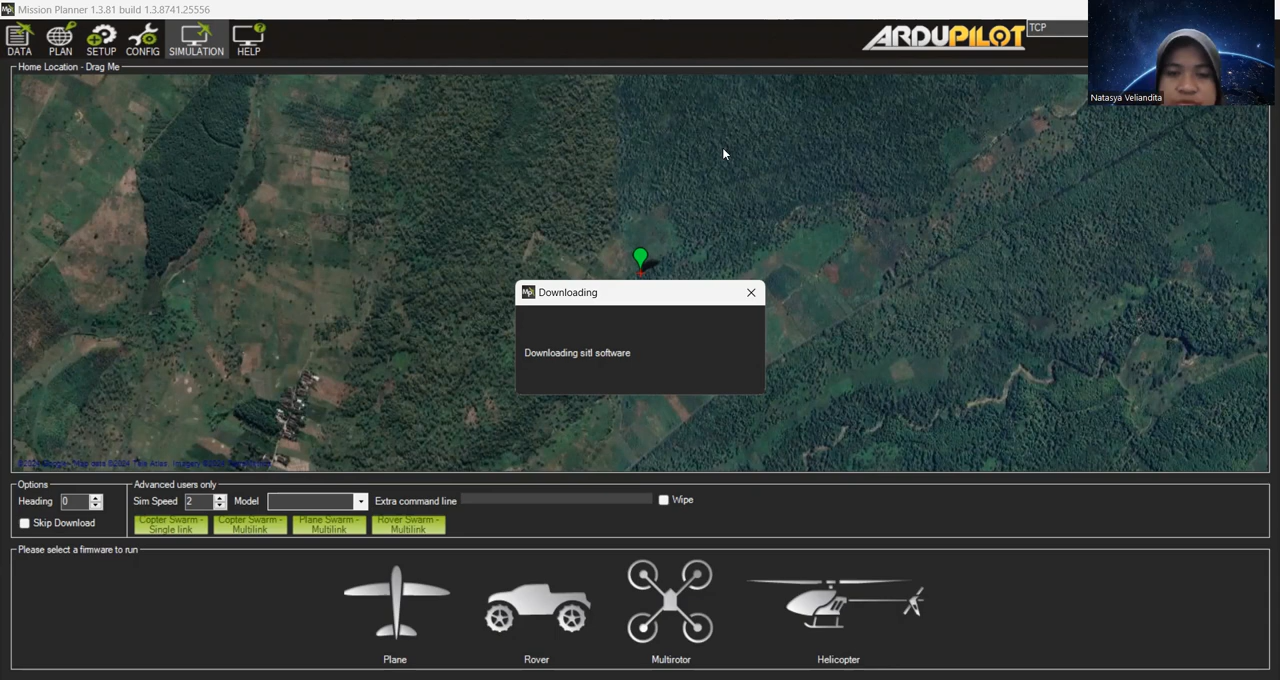 Mission Planner 1.3.81 build 1.3.8741.25556
DATA
PLAN
SETUP
CONFIG
SIMULATION
HELP
ARDUPILOT
TCP
Natasya Veliandita
Home Location - Drag Me
Downloading
Downloading sitl software
Options
Heading 0
Skip Download
Advanced users only
Sim Speed 2 Model Extra command line Wipe
Copter Swarm -
Single link
Copter Swarm -
Multilink
Plane Swarm -
Multilink
Rover Swarm -
Multilink
Please select a firmware to run
Plane
Rover
Multirotor
Helicopter